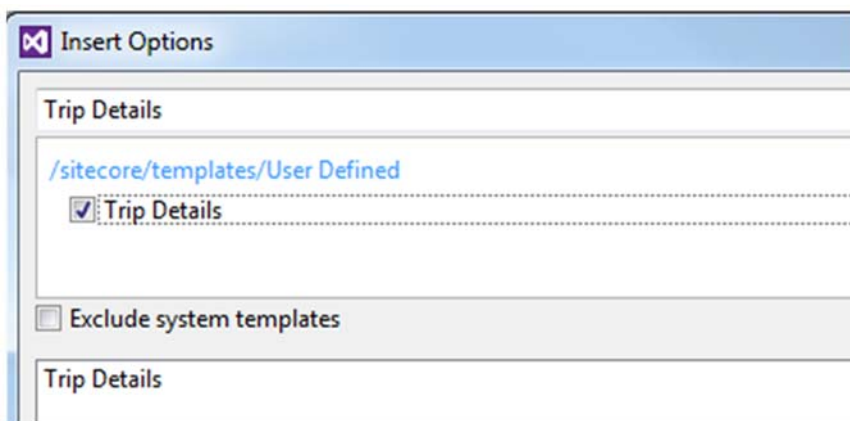 Insert Options
Trip Details
/sitecore/templates/User Defined
Trip Details
Exclude system templates
Trip Details